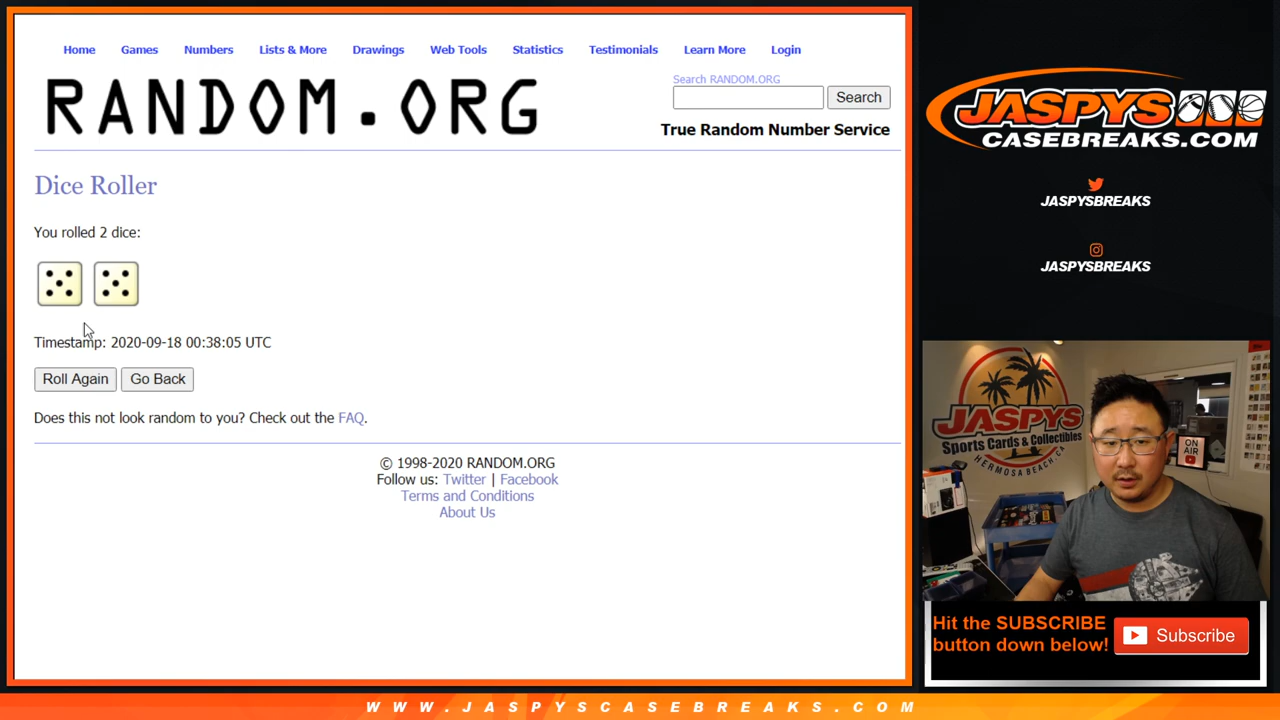 Home Games Numbers Lists & More Drawings Web Tools Statistics Testimonials Learn More Login
RANDOM.ORG
Search RANDOM.ORG
Search
True Random Number Service
Dice Roller
You rolled 2 dice:
Timestamp: 2020-09-18 00:38:05 UTC
Roll Again Go Back
Does this not look random to you? Check out the FAQ.
© 1998-2020 RANDOM.ORG
Follow us: Twitter | Facebook
Terms and Conditions
About Us
JASPYS
CASEBREAKS.COM
JASPYSBREAKS
JASPYSBREAKS
JASPYS
Sports Cards & Collectibles
HERMOSA BEACH, CA
ON AIR
Hit the SUBSCRIBE
button down below!
Subscribe
WWW.JASPYSCASEBREAKS.COM